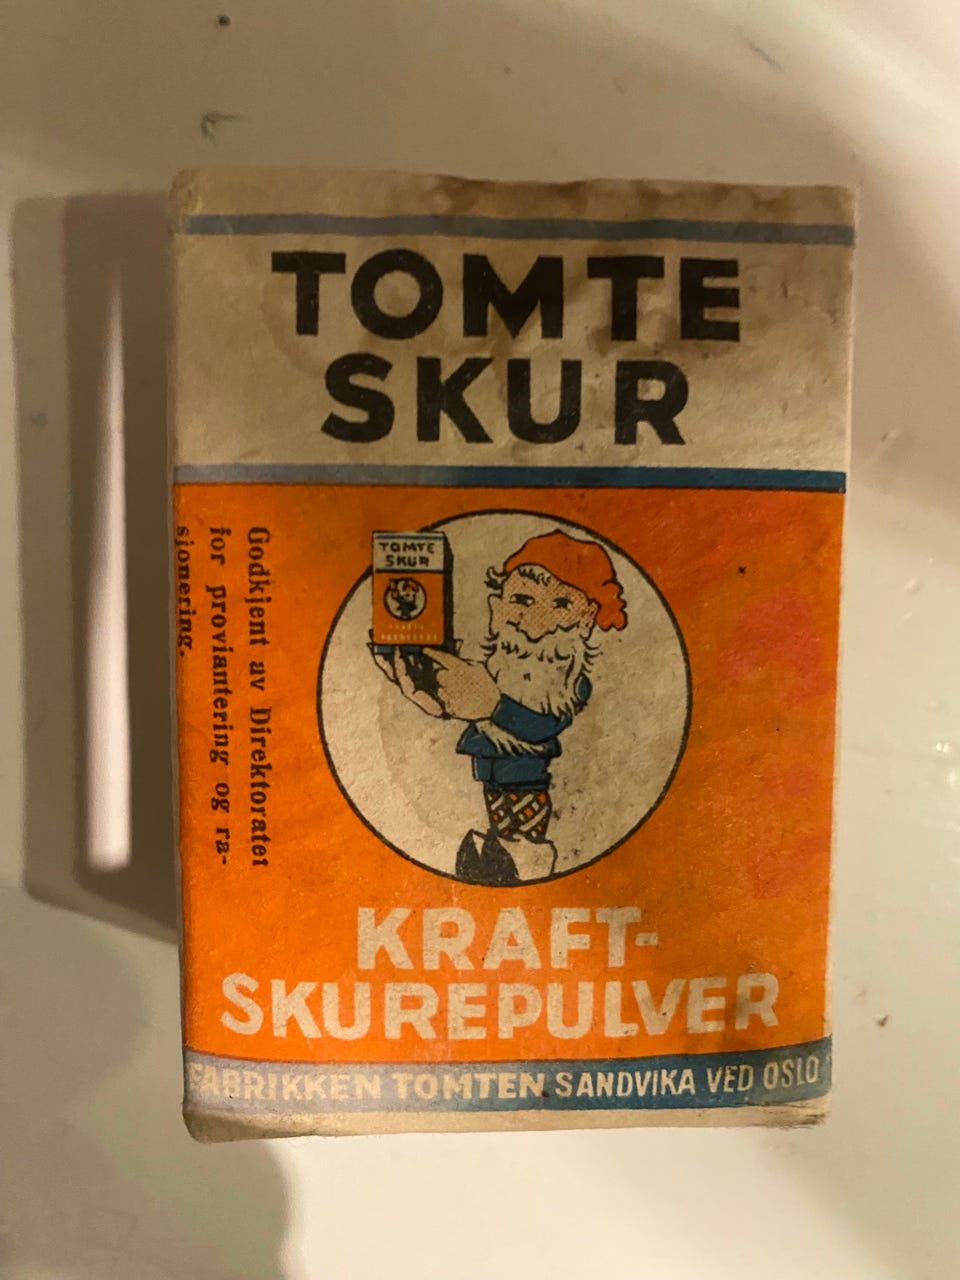 TOMTE
SKUR
Godkjent av Direktoratet
for proviantering og ra-
sjonering.
TOMTE
SKUR
KRAFT-
SKUREPULVER
FABRIKKEN TOMTEN SANDVIKA VED OSLO